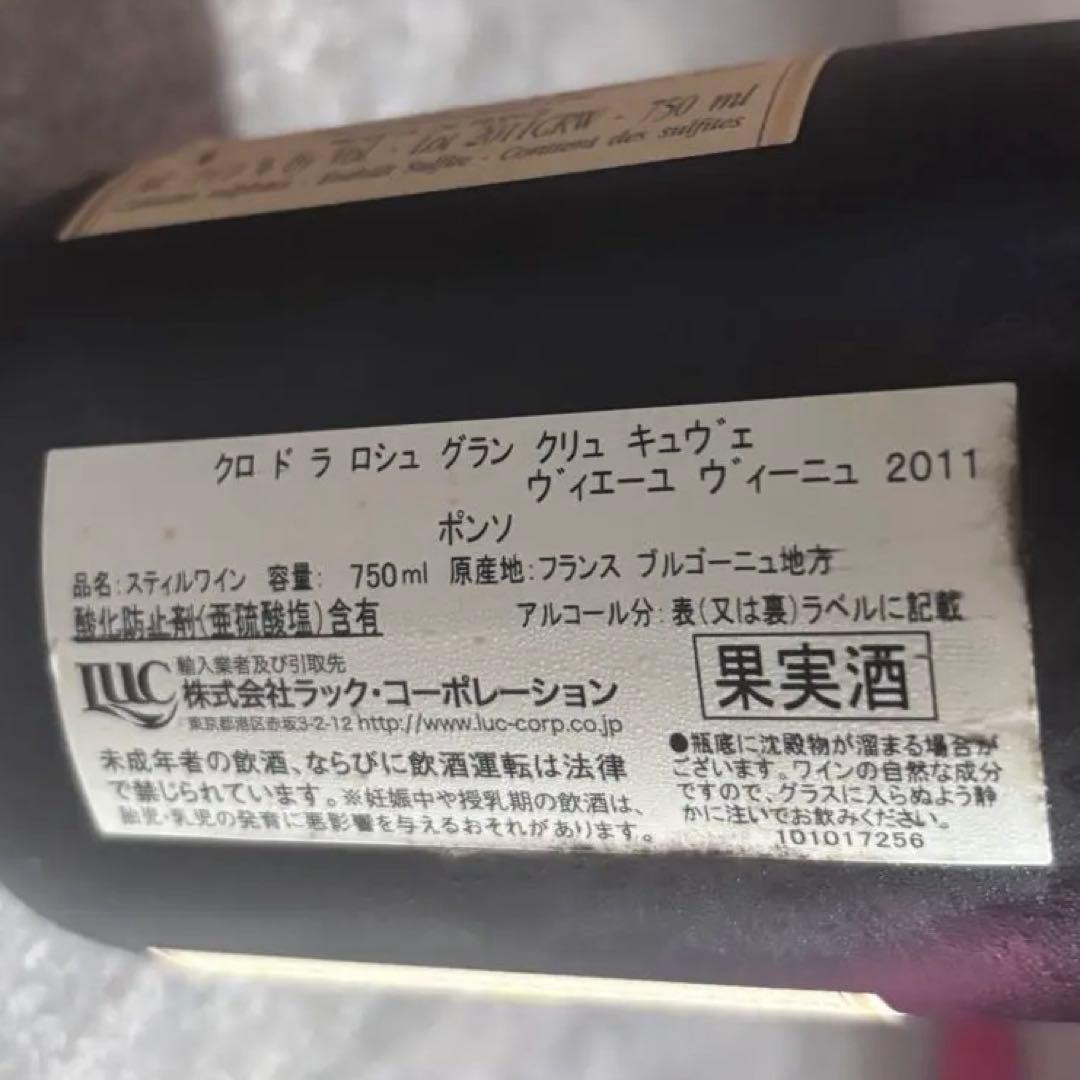 Lot 2011CRW - 750 ml
Sulfite - Contient des sulfites
クロ ド ラ ロシュ グラン クリュ キュヴェ
ヴィエーユ ヴィーニュ 2011
ポンソ
品名:スティルワイン 容量: 750ml 原産地:フランス ブルゴーニュ地方
酸化防止剤(亜硫酸塩)含有 アルコール分:表(又は裏)ラベルに記載
LUC 輸入業者及び引取先
株式会社ラック・コーポレーション
東京都港区赤坂3-2-12 http://www.luc-corp.co.jp
果実酒
未成年者の飲酒、ならびに飲酒運転は法律
で禁じられています。※妊娠中や授乳期の飲酒は、
胎児・乳児の発育に悪影響を与えるおそれがあります。
●瓶底に沈殿物が溜まる場合が
ございます。ワインの自然な成分
ですので、グラスに入らぬよう静
かに注いでお飲みください。
101017256